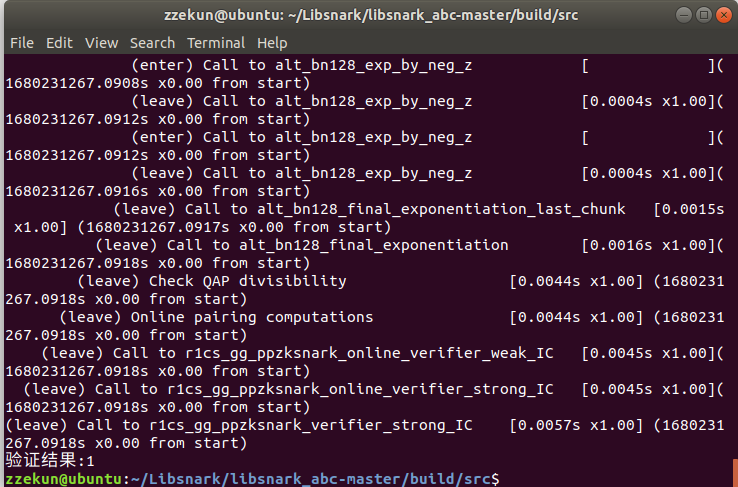 zzekun@ubuntu: ~/Libsnark/libsnark_abc-master/build/src
File Edit View Search Terminal Help
(enter) Call to alt_bn128_exp_by_neg_z [ ](
1680231267.0908s x0.00 from start)
(leave) Call to alt_bn128_exp_by_neg_z [0.0004s x1.00](
1680231267.0912s x0.00 from start)
(enter) Call to alt_bn128_exp_by_neg_z [ ](
1680231267.0912s x0.00 from start)
(leave) Call to alt_bn128_exp_by_neg_z [0.0004s x1.00](
1680231267.0916s x0.00 from start)
(leave) Call to alt_bn128_final_exponentiation_last_chunk [0.0015s
x1.00] (1680231267.0917s x0.00 from start)
(leave) Call to alt_bn128_final_exponentiation [0.0016s x1.00](
1680231267.0918s x0.00 from start)
(leave) Check QAP divisibility [0.0044s x1.00] (1680231
267.0918s x0.00 from start)
(leave) Online pairing computations [0.0044s x1.00] (1680231
267.0918s x0.00 from start)
(leave) Call to r1cs_gg_ppzksnark_online_verifier_weak_IC [0.0045s x1.00](
1680231267.0918s x0.00 from start)
(leave) Call to r1cs_gg_ppzksnark_online_verifier_strong_IC [0.0045s x1.00](
1680231267.0918s x0.00 from start)
(leave) Call to r1cs_gg_ppzksnark_verifier_strong_IC [0.0057s x1.00] (1680231
267.0918s x0.00 from start)
验证结果:1
zzekun@ubuntu:~/Libsnark/libsnark_abc-master/build/src$